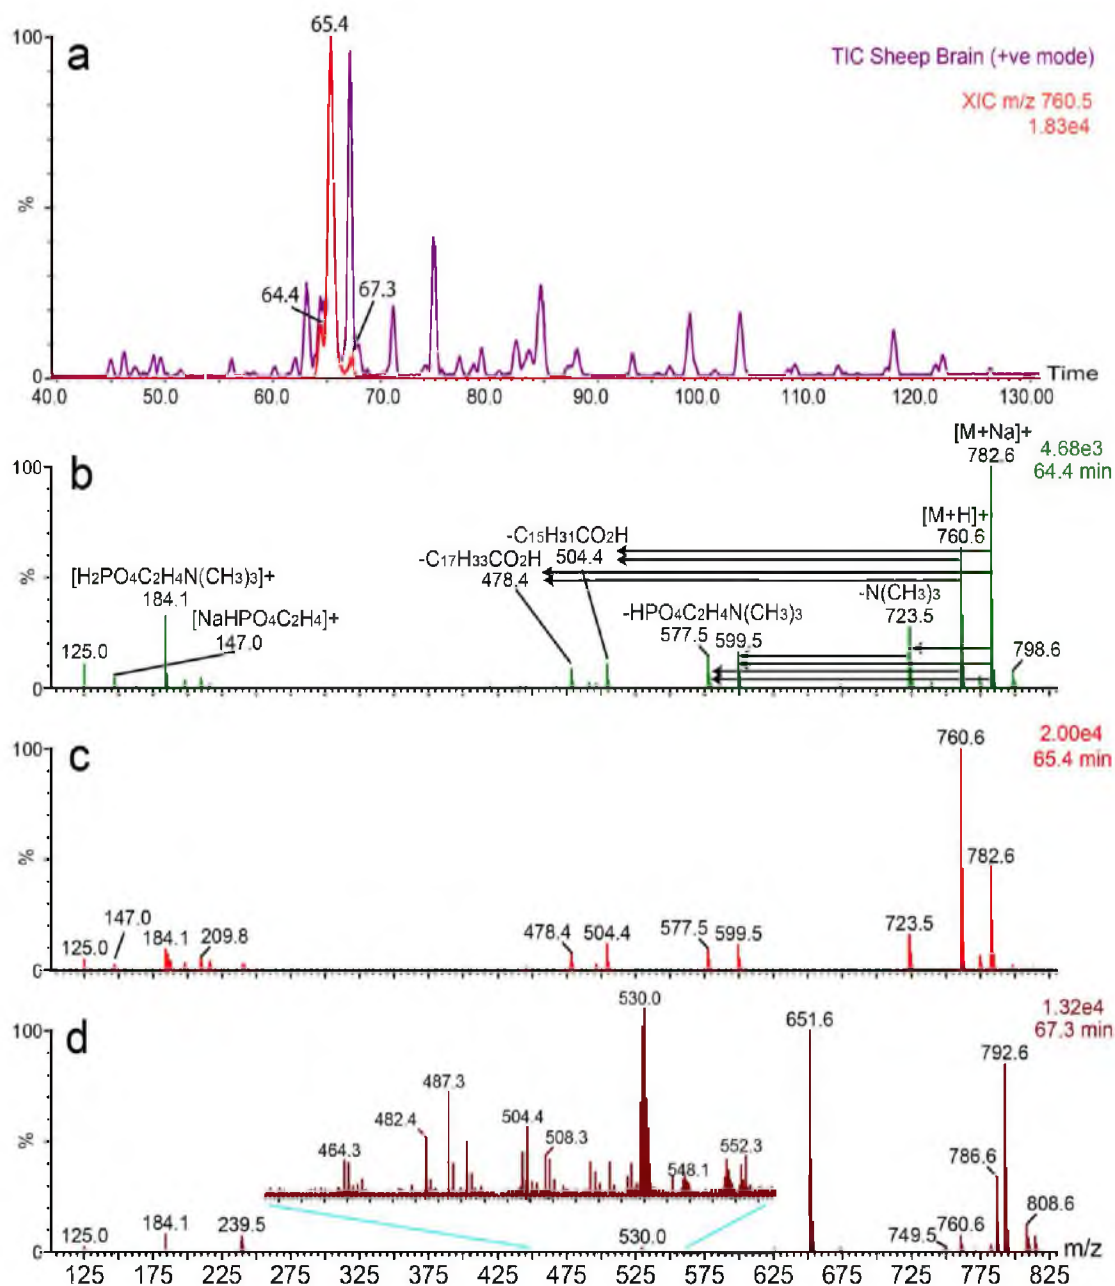 a
65.4
TIC Sheep Brain (+ve mode)
XIC m/z 760.5
1.83e4
100
%
0
64.4
67.3
Time
40.0 50.0 60.0 70.0 80.0 90.0 100.0 110.0 120.0 130.0
b
[M+Na]+
782.6
4.68e3
64.4 min
100
%
0
[M+H]+
760.6
-C15H31CO2H
504.4
-C17H33CO2H
478.4
[H2PO4C2H4N(CH3)3]+
184.1
[NaHPO4C2H4]+
147.0
125.0
-HPO4C2H4N(CH3)3
577.5
599.5
-N(CH3)3
723.5
798.6
c
760.6
2.00e4
65.4 min
100
%
0
782.6
125.0
147.0
184.1
209.8
478.4
504.4
577.5
599.5
723.5
d
530.0
651.6
1.32e4
67.3 min
100
%
0
792.6
487.3
482.4
504.4
508.3
464.3
548.1
552.3
786.6
125.0
184.1
239.5
530.0
749.5
760.6
808.6
m/z
125 175 225 275 325 375 425 475 525 575 625 675 725 775 825